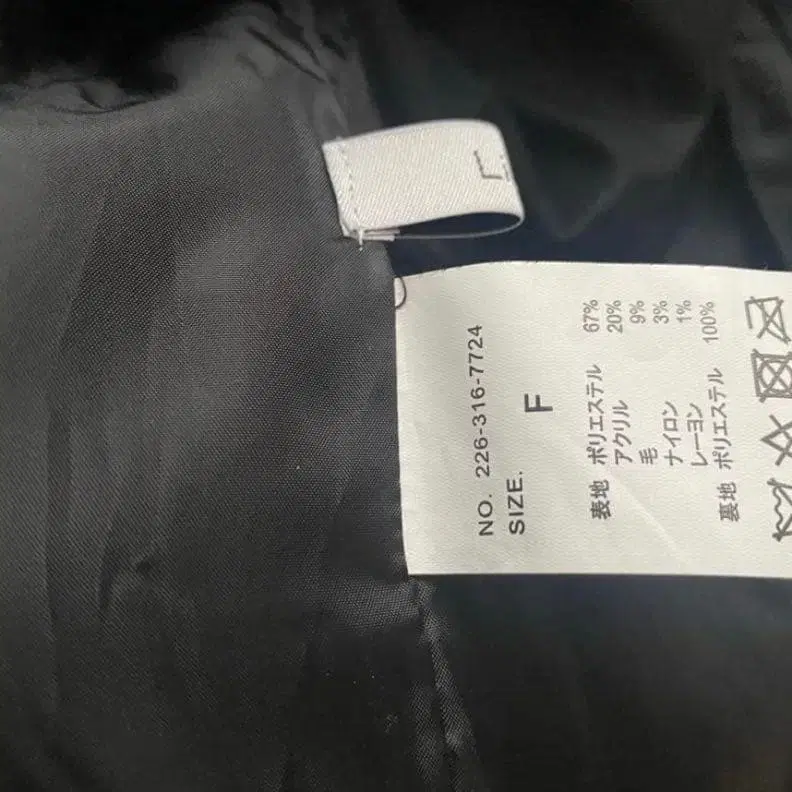 NO. 226-316-7724
SIZE. F
表地 ポリエステル 67%
アクリル 20%
毛 9%
ナイロン 3%
レーヨン 1%
裏地 ポリエステル 100%